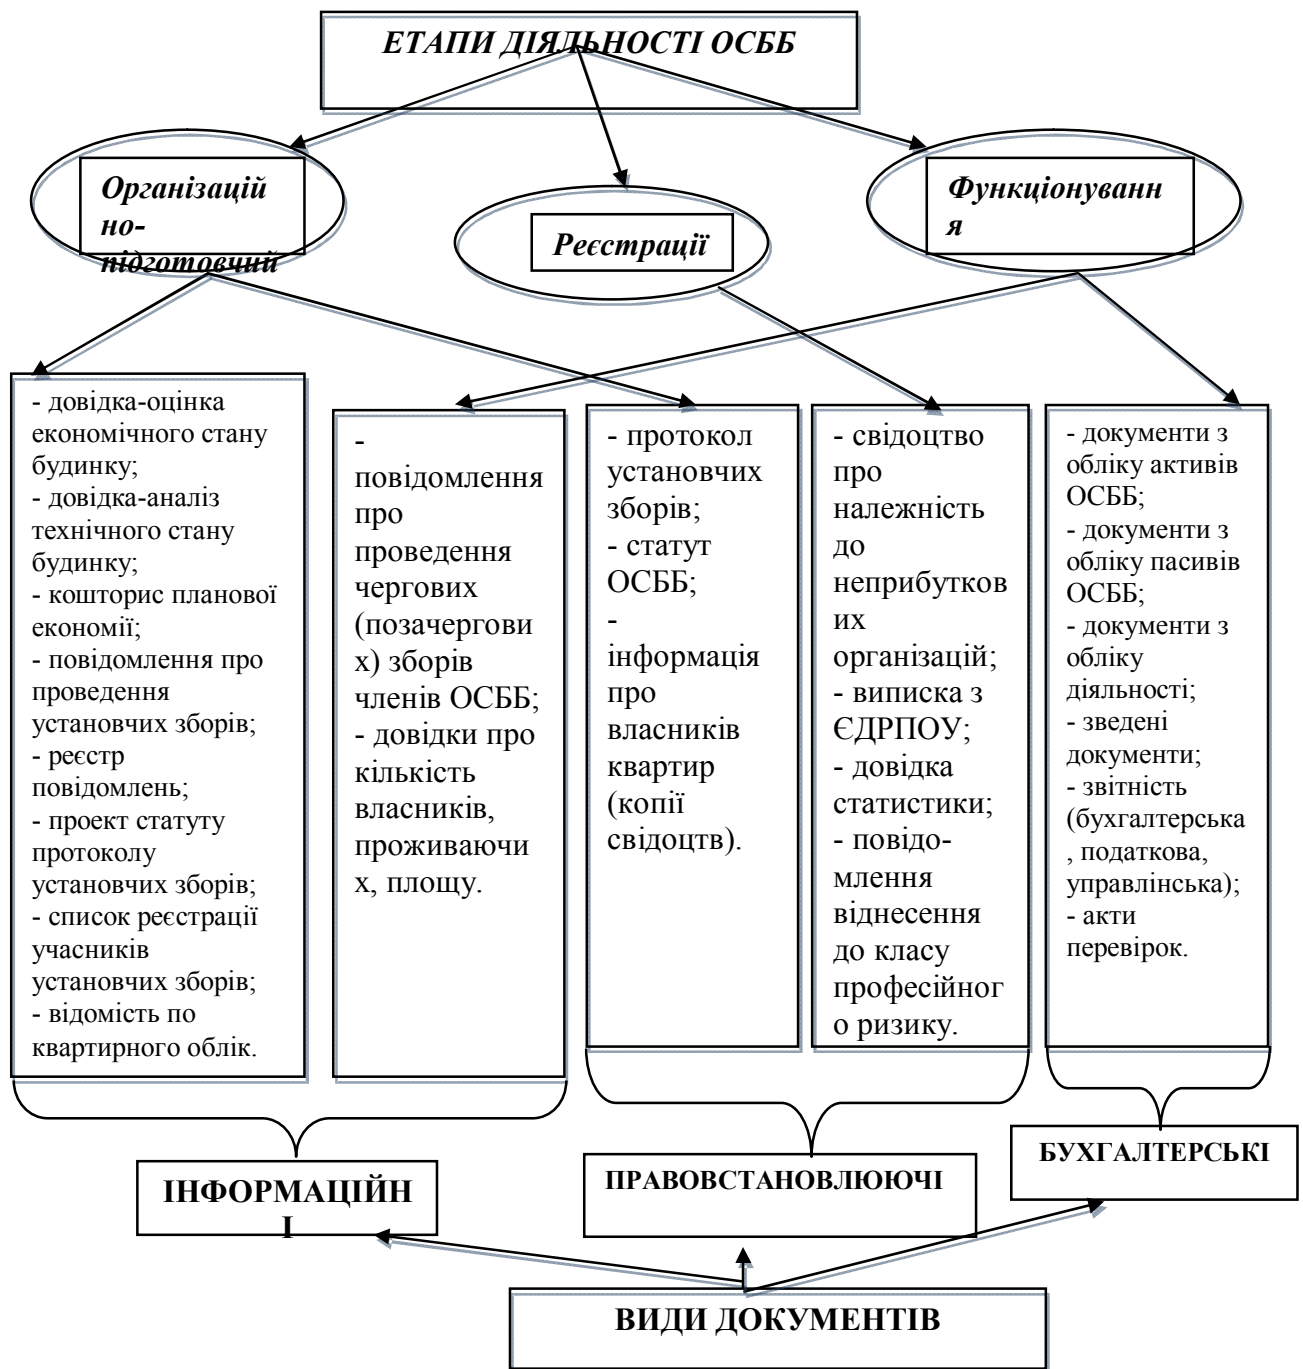 ЕТАПИ ДІЯЛЬНОСТІ ОСББ
Організацій
но-
підготовчий
Реєстрації
Функціонуванн
я
- довідка-оцінка
економічного стану
будинку;
- довідка-аналіз
технічного стану
будинку;
- кошторис планової
економії;
- повідомлення про
проведення
установчих зборів;
- реєстр
повідомлень;
- проект статуту
протоколу
установчих зборів;
- список реєстрації
учасників
установчих зборів;
- відомість по
квартирного облік.
-
повідомлення
про
проведення
чергових
(позачергови
х) зборів
членів ОСББ;
- довідки про
кількість
власників,
проживаючи
х, площу.
- протокол
установчих
зборів;
- статут
ОСББ;
-
інформація
про
власників
квартир
(копії
свідоцтв).
- свідоцтво
про
належність
до
неприбутков
их
організацій;
- виписка з
ЄДРПОУ;
- довідка
статистики;
- повідо-
млення
віднесення
до класу
професійног
о ризику.
- документи з
обліку активів
ОСББ;
- документи з
обліку пасивів
ОСББ;
- документи з
обліку
діяльності;
- зведені
документи;
- звітність
(бухгалтерська
, податкова,
управлінська);
- акти
перевірок.
ІНФОРМАЦІЙН
І
ПРАВОВСТАНОВЛЮЮЧІ
БУХГАЛТЕРСЬКІ
ВИДИ ДОКУМЕНТІВ